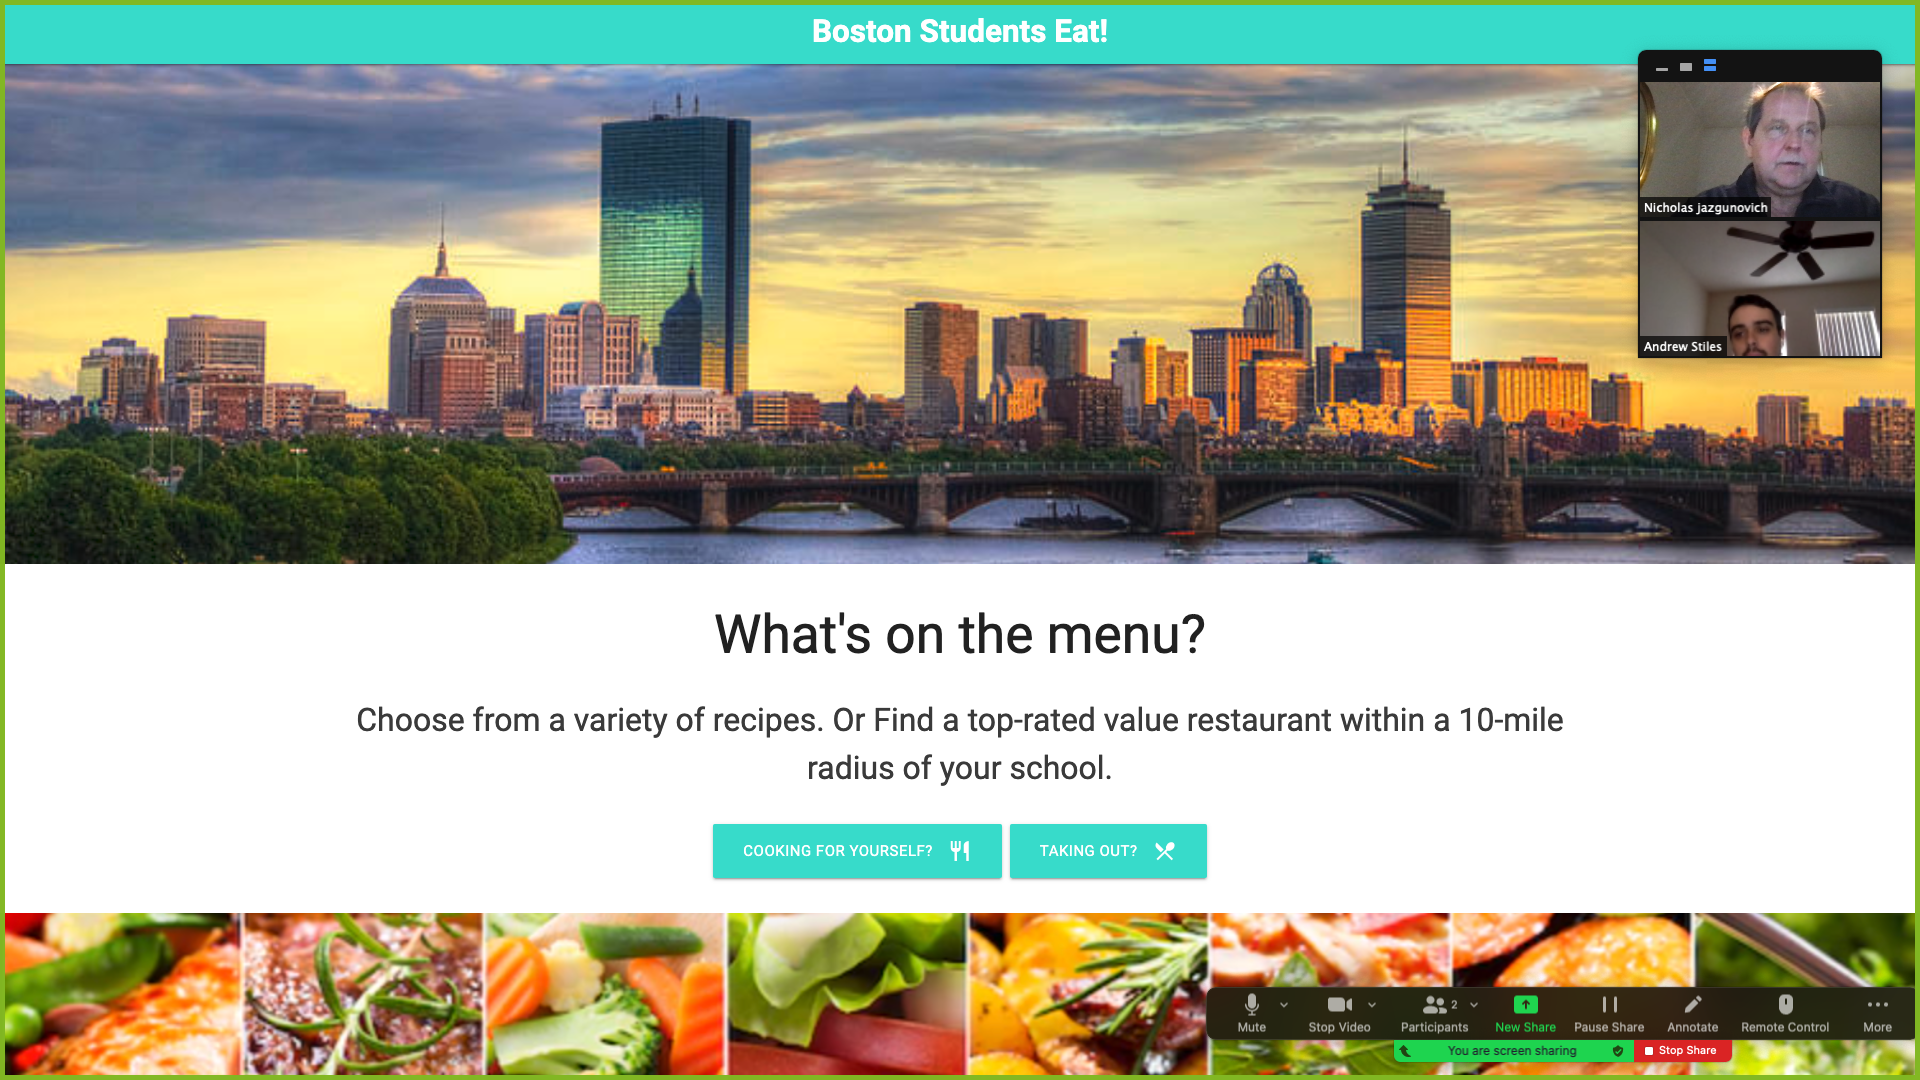 Boston Students Eat!
Nicholas jazgunovich
Andrew Stiles
What's on the menu?
Choose from a variety of recipes. Or Find a top-rated value restaurant within a 10-mile
radius of your school.
COOKING FOR YOURSELF?
TAKING OUT?
2
Mute
Stop Video
Participants
New Share
Pause Share
Annotate
Remote Control
More
You are screen sharing
Stop Share